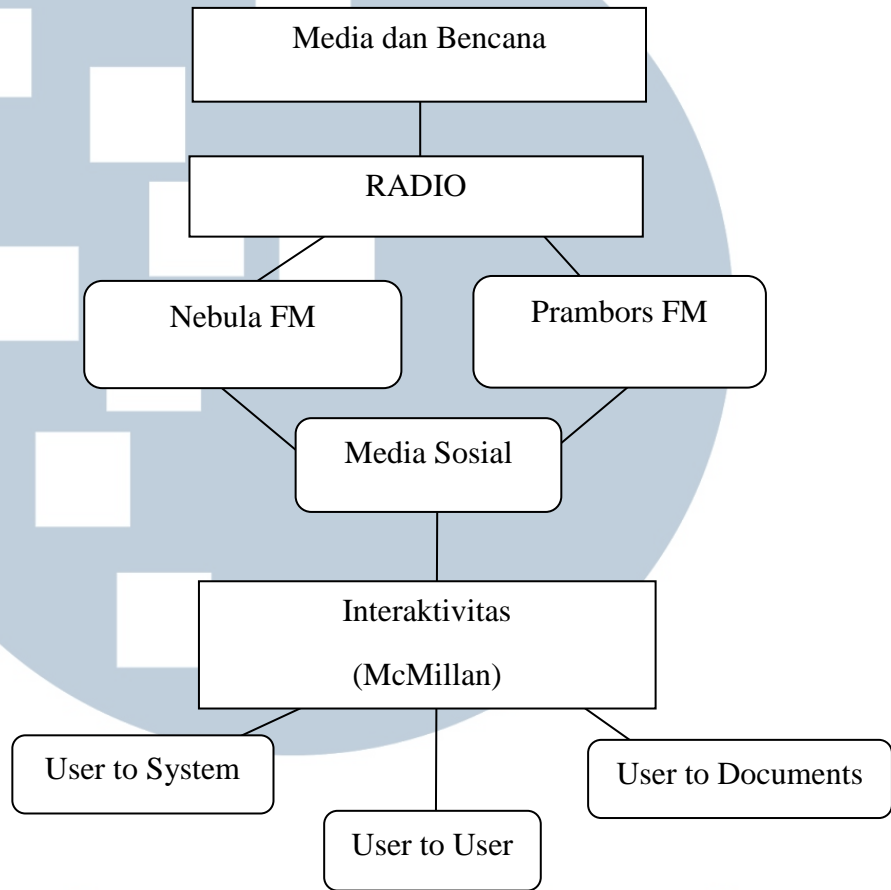 Media dan Bencana
RADIO
Nebula FM
Prambors FM
Media Sosial
Interaktivitas
(McMillan)
User to System
User to Documents
User to User